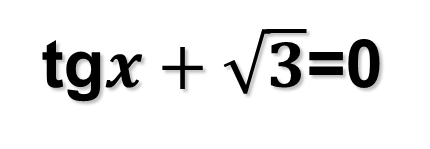 tgx + √3=0